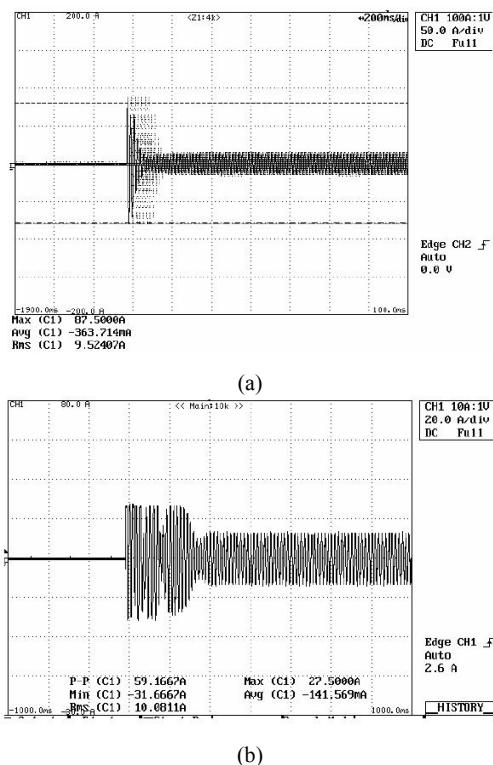 CH1 200.0 A <Z1:4k> ↔200ms/div
CH1 100A:1V
50.0 A/div
DC Full
Edge CH2
Auto
0.0 V
-1900.0ms -200.0 A 100.0ms
Max (C1) 87.5000A
Avg (C1) -363.714mA
Rms (C1) 9.52407A
(a)
CH1 80.0 A << Main:10k >>
CH1 10A:1V
20.0 A/div
DC Full
Edge CH1
Auto
2.6 A
P-P (C1) 59.1667A Max (C1) 27.5000A
Min (C1) -31.6667A Avg (C1) -141.569mA
Rms (C1) 10.0811A
-1000.0ms 1000.0ms
HISTORY
(b)